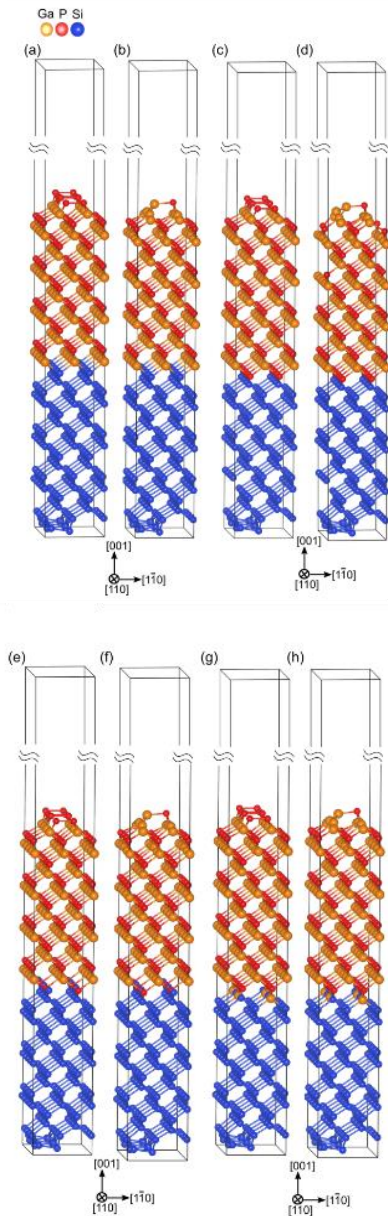 Ga P Si
(a) (b) (c) (d)
[001] [001]
[11̄0] [11̄0]
[110] [110]
(e) (f) (g) (h)
[001] [001]
[11̄0] [11̄0]
[110] [110]